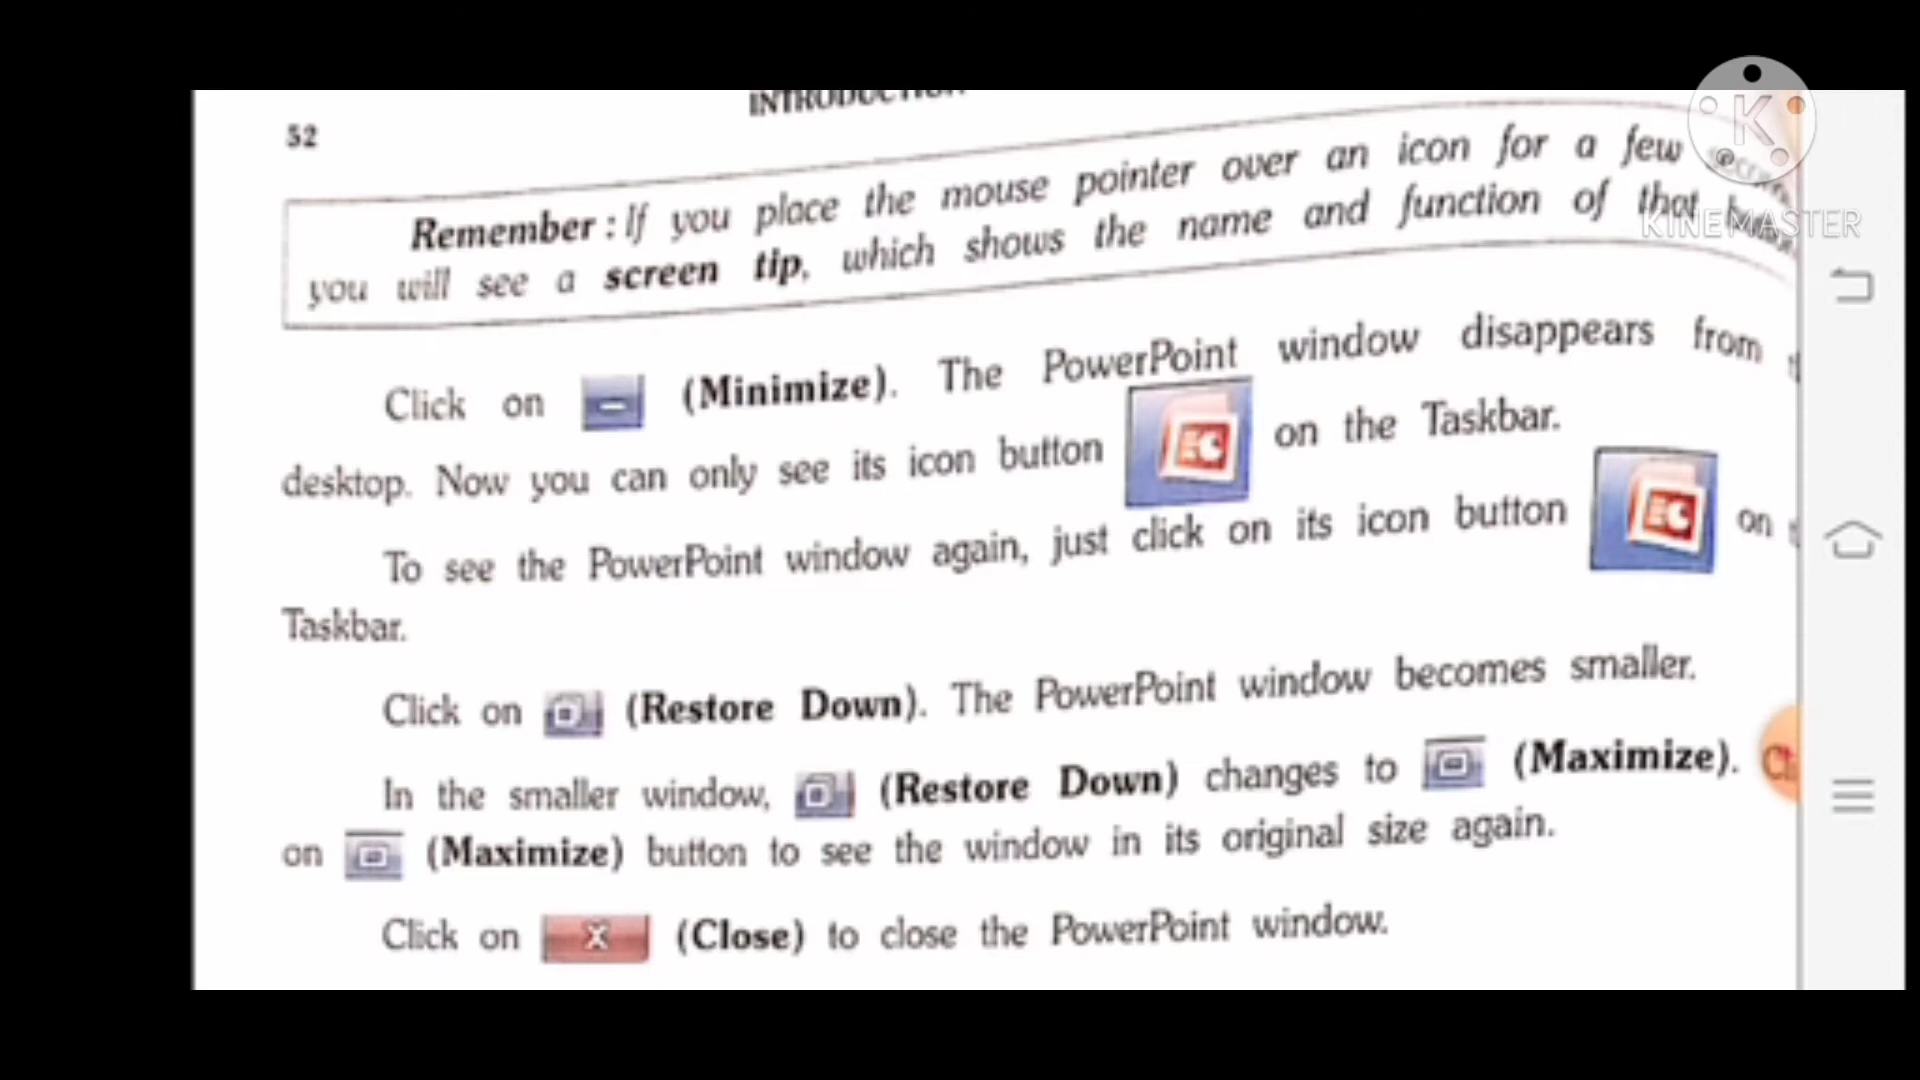 52
INTRODUCTION
Remember : If you place the mouse pointer over an icon for a few
you will see a screen tip, which shows the name and function of that
Click on (Minimize). The PowerPoint window disappears from
desktop. Now you can only see its icon button on the Taskbar.
To see the PowerPoint window again, just click on its icon button on
Taskbar.
Click on (Restore Down). The PowerPoint window becomes smaller.
In the smaller window, (Restore Down) changes to (Maximize).
on (Maximize) button to see the window in its original size again.
Click on X (Close) to close the PowerPoint window.
K
KINEMASTER